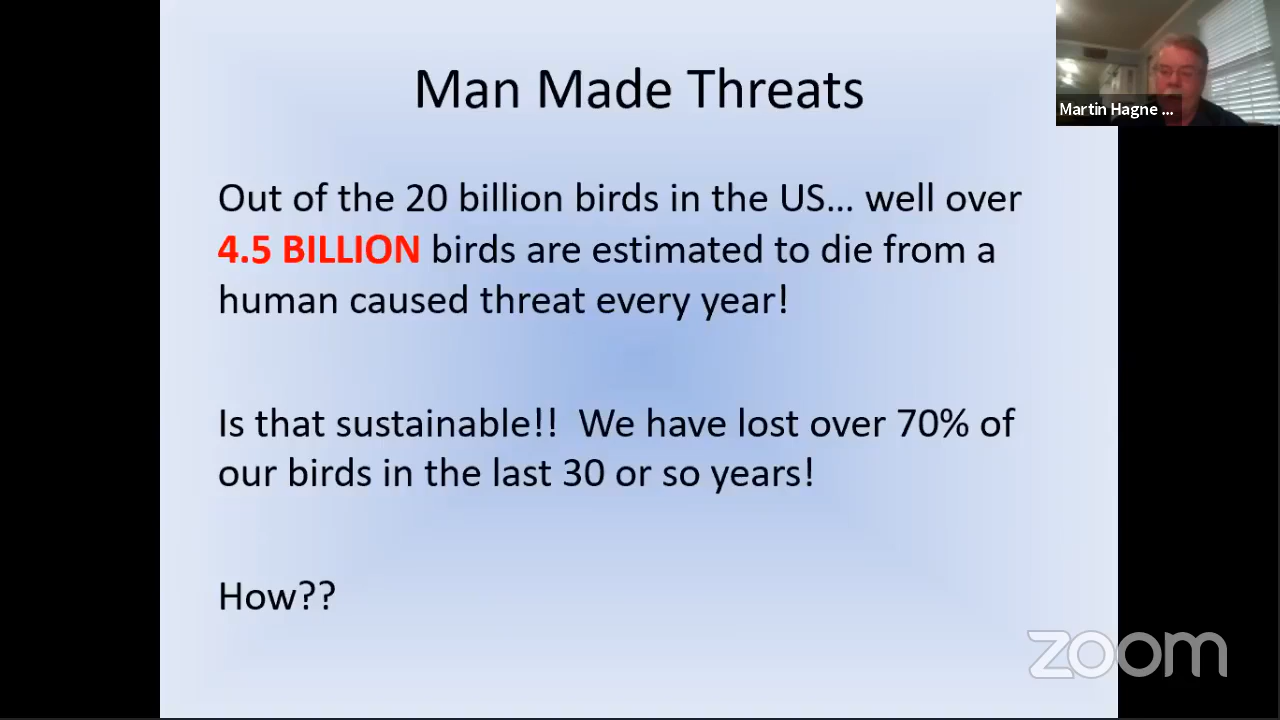 Man Made Threats
Martin Hagne ...
Out of the 20 billion birds in the US... well over
4.5 BILLION birds are estimated to die from a
human caused threat every year!
Is that sustainable!!  We have lost over 70% of
our birds in the last 30 or so years!
How??
zoom